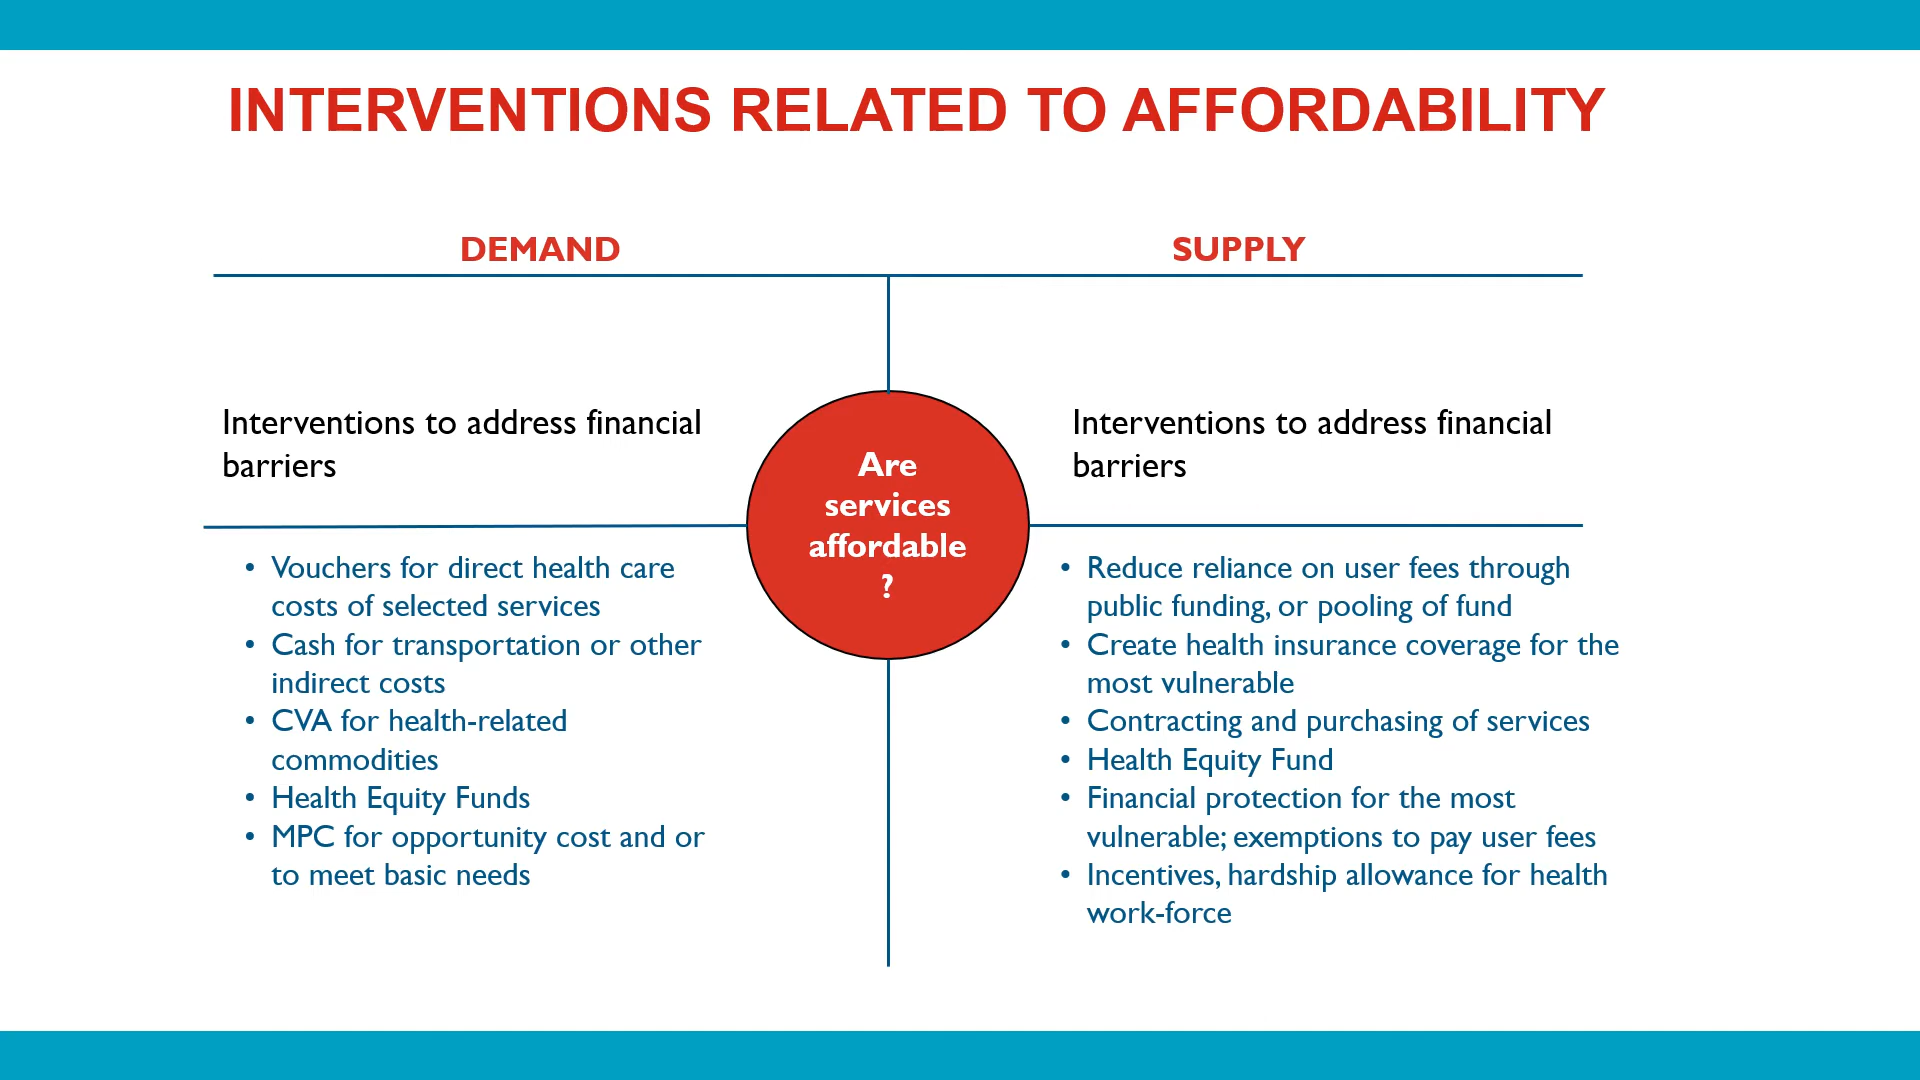 INTERVENTIONS RELATED TO AFFORDABILITY
DEMAND
SUPPLY
Interventions to address financial
barriers
Interventions to address financial
barriers
Are
services
affordable
?
• Vouchers for direct health care
costs of selected services
• Cash for transportation or other
indirect costs
• CVA for health-related
commodities
• Health Equity Funds
• MPC for opportunity cost and or
to meet basic needs
• Reduce reliance on user fees through
public funding, or pooling of fund
• Create health insurance coverage for the
most vulnerable
• Contracting and purchasing of services
• Health Equity Fund
• Financial protection for the most
vulnerable; exemptions to pay user fees
• Incentives, hardship allowance for health
work-force